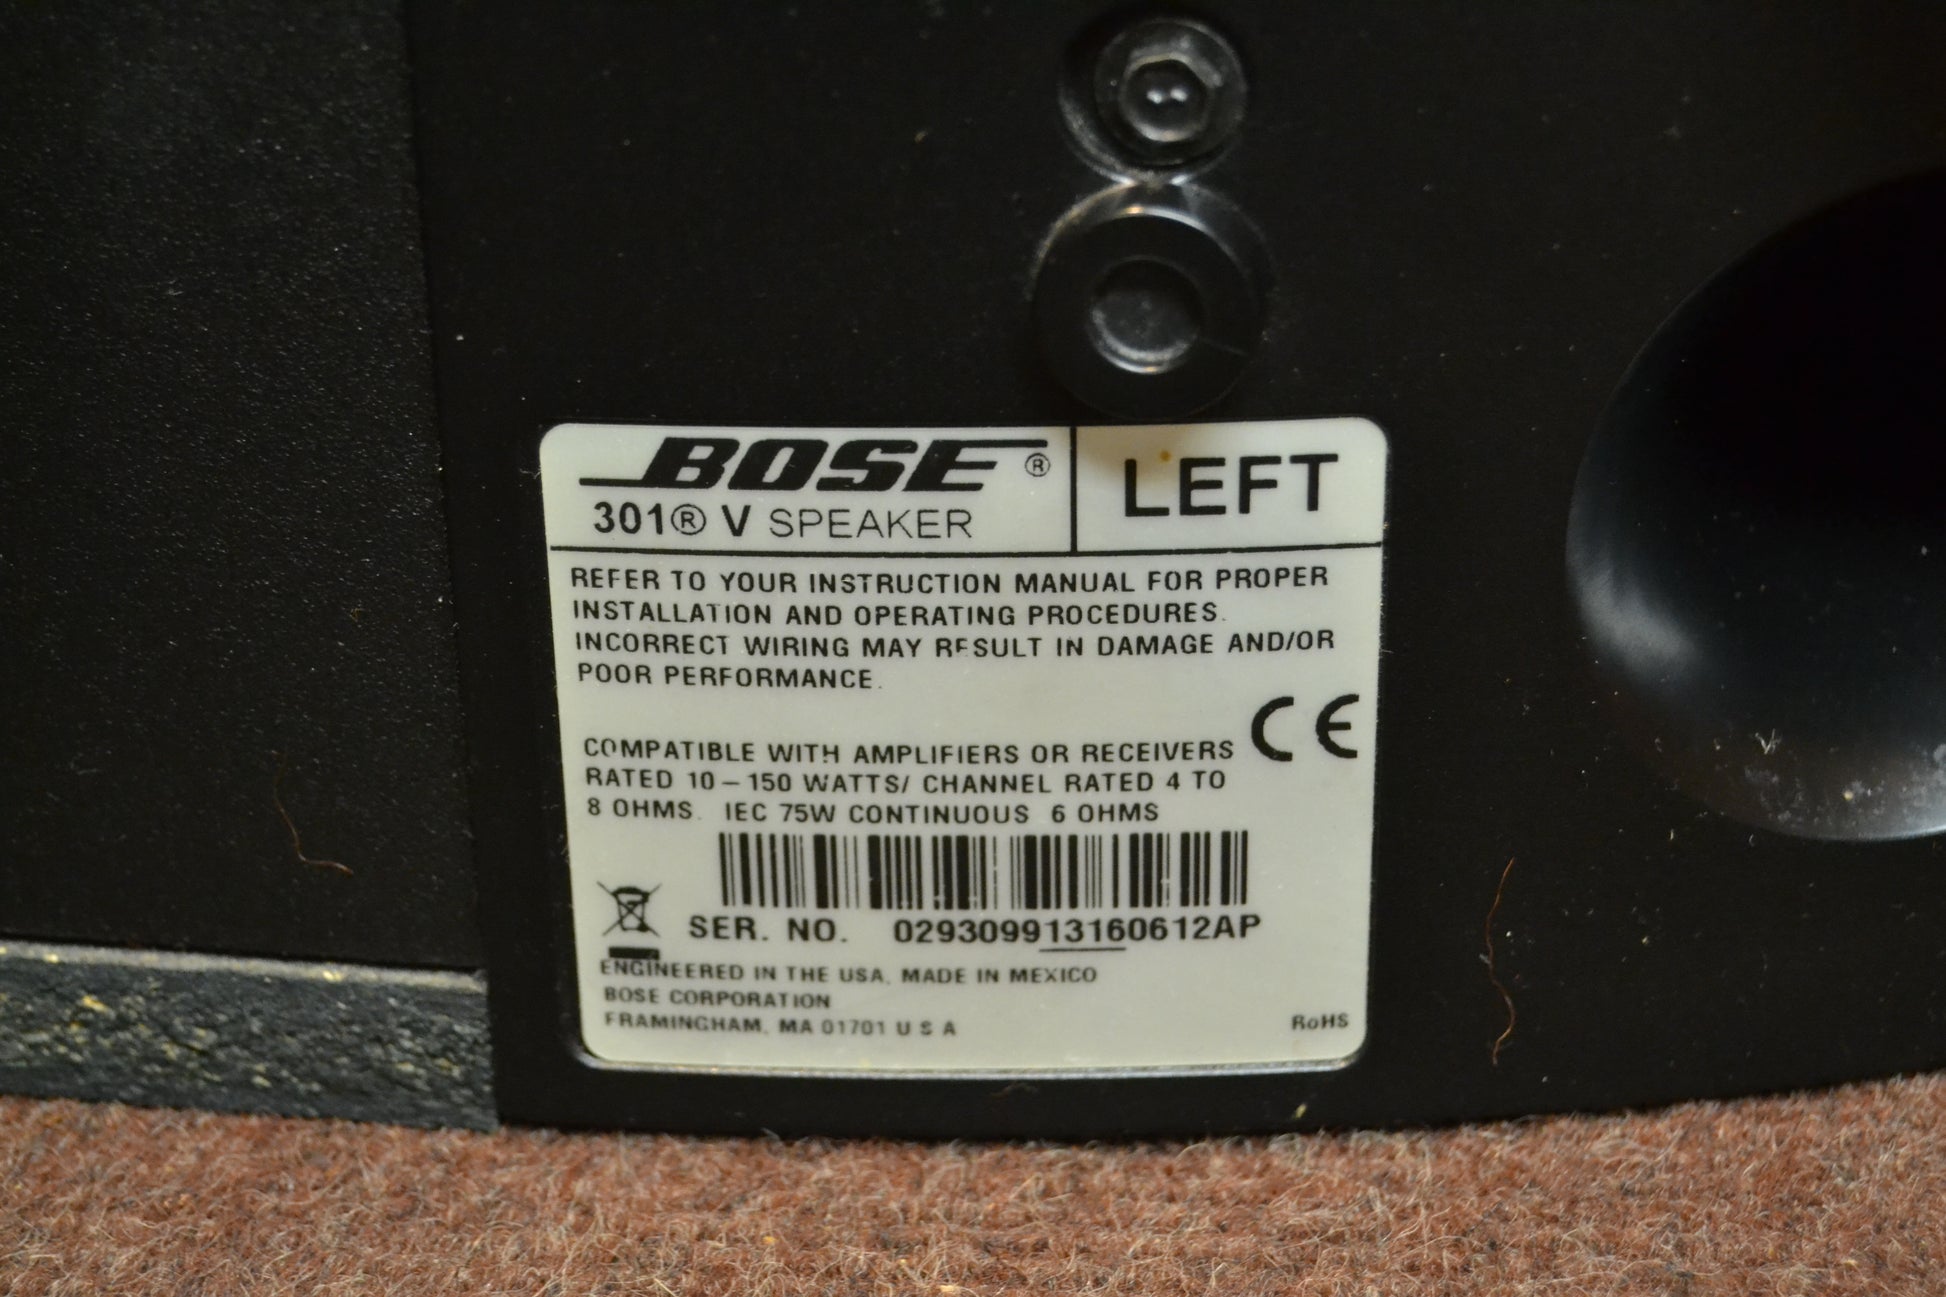 BOSE®
301® V SPEAKER
LEFT
REFER TO YOUR INSTRUCTION MANUAL FOR PROPER
INSTALLATION AND OPERATING PROCEDURES.
INCORRECT WIRING MAY RESULT IN DAMAGE AND/OR
POOR PERFORMANCE.
CE
COMPATIBLE WITH AMPLIFIERS OR RECEIVERS
RATED 10 – 150 WATTS/ CHANNEL RATED 4 TO
8 OHMS. IEC 75W CONTINUOUS 6 OHMS
SER. NO. 029309913160612AP
ENGINEERED IN THE USA, MADE IN MEXICO
BOSE CORPORATION
FRAMINGHAM, MA 01701 U S A
RoHS